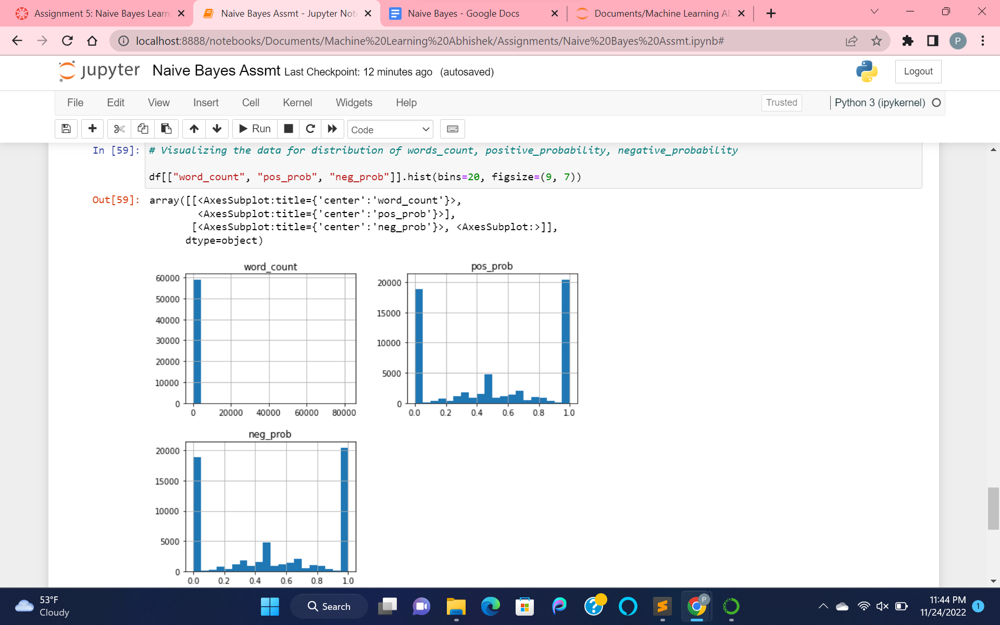 Assignment 5: Naive Bayes Learn
Naive Bayes Assmt - Jupyter Note
Naive Bayes - Google Docs
Documents/Machine Learning Ab
localhost:8888/notebooks/Documents/Machine%20Learning%20Abhishek/Assignments/Naive%20Bayes%20Assmt.ipynb#
P
jupyter Naive Bayes Assmt Last Checkpoint: 12 minutes ago (autosaved)
Logout
File Edit View Insert Cell Kernel Widgets Help
Trusted
Python 3 (ipykernel)
Run
Code
In [59]: # Visualizing the data for distribution of words_count, positive_probability, negative_probability
df[["word_count", "pos_prob", "neg_prob"]].hist(bins=20, figsize=(9, 7))
Out[59]: array([[<AxesSubplot:title={'center':'word_count'}>,
<AxesSubplot:title={'center':'pos_prob'}>],
[<AxesSubplot:title={'center':'neg_prob'}>, <AxesSubplot:>]],
dtype=object)
word_count
60000
50000
40000
30000
20000
10000
0
0 20000 40000 60000 80000
pos_prob
20000
15000
10000
5000
0
0.0 0.2 0.4 0.6 0.8 1.0
neg_prob
20000
15000
10000
5000
0
0.0 0.2 0.4 0.6 0.8 1.0
53°F
Cloudy
Search
P
11:44 PM
11/24/2022
1